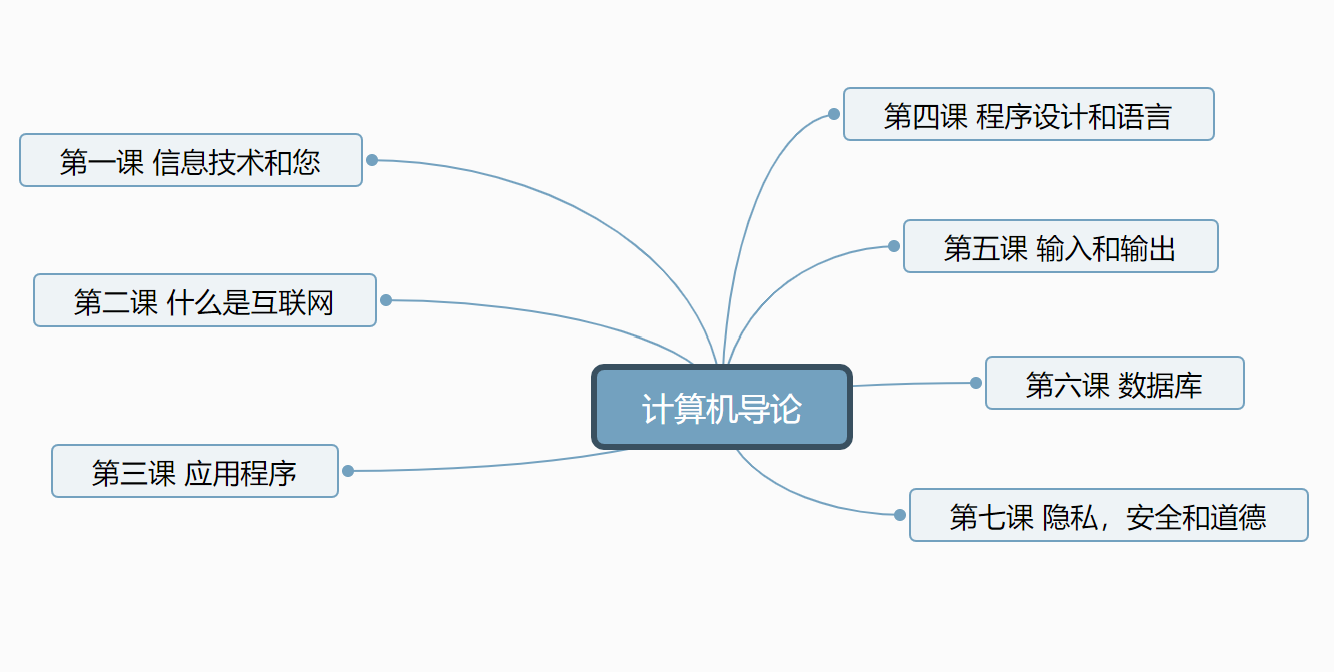 计算机导论
第一课 信息技术和您
第二课 什么是互联网
第三课 应用程序
第四课 程序设计和语言
第五课 输入和输出
第六课 数据库
第七课 隐私，安全和道德